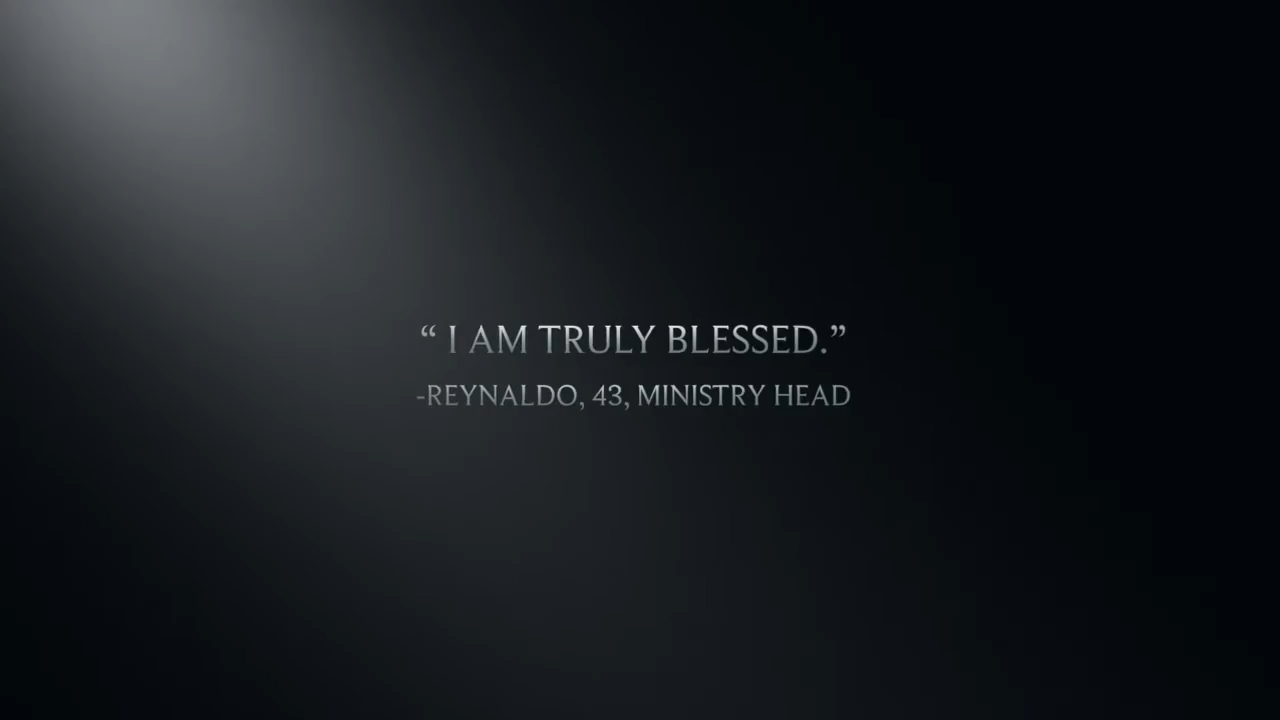 “ I AM TRULY BLESSED.”
-REYNALDO, 43, MINISTRY HEAD